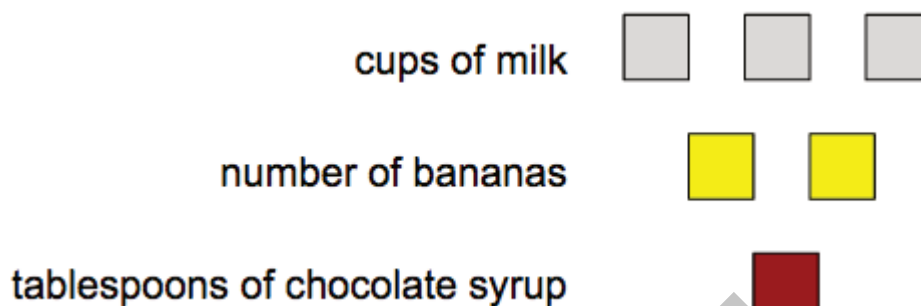 cups of milk
number of bananas
tablespoons of chocolate syrup